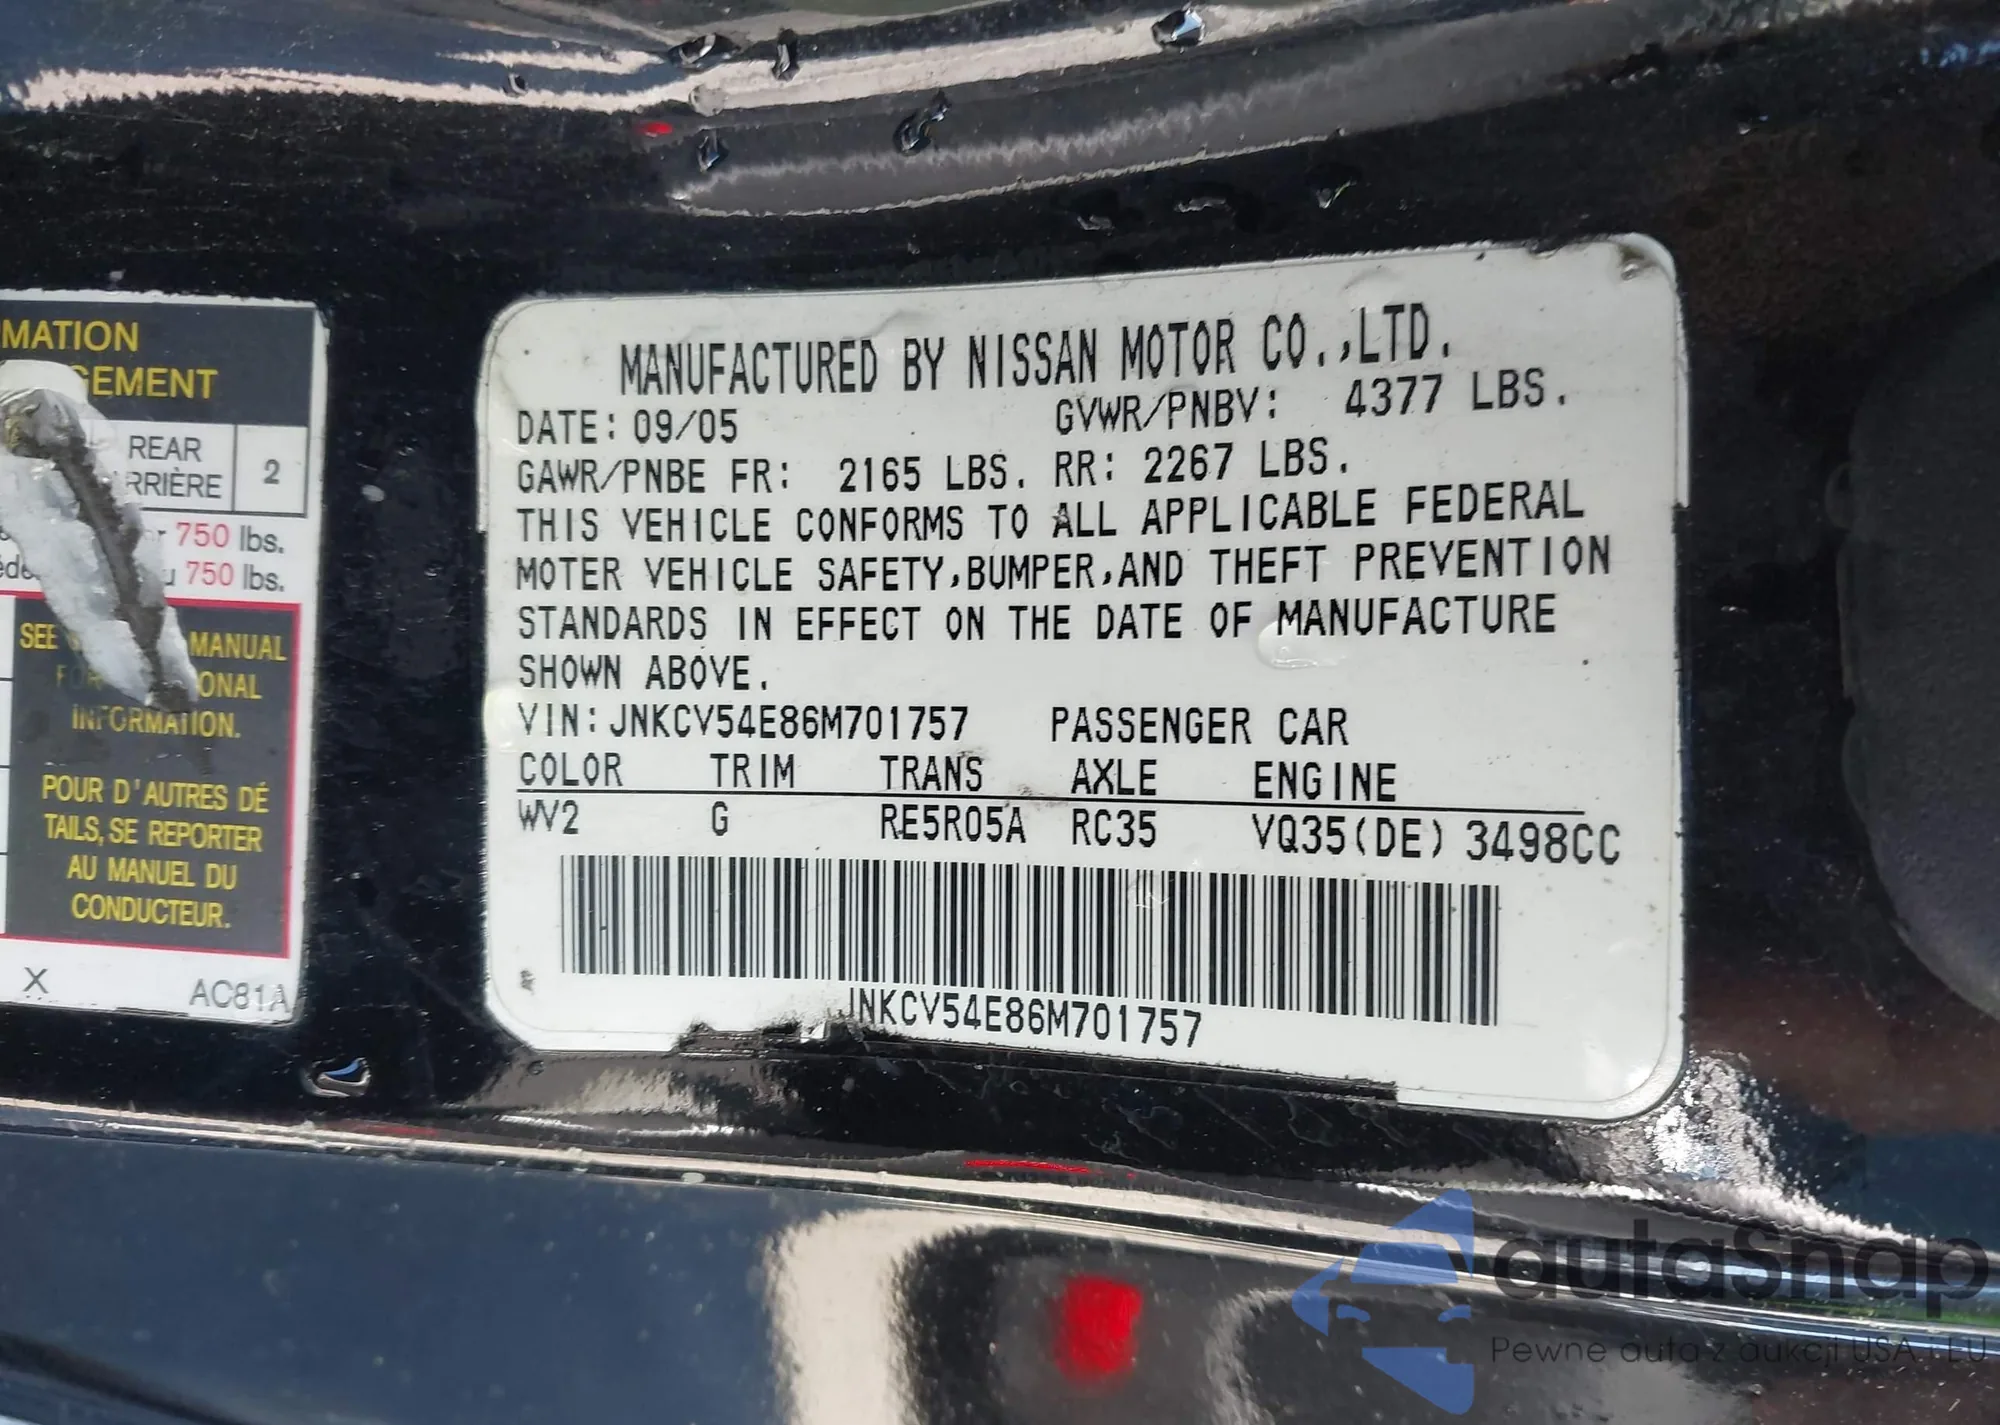 MATION
GEMENT
REAR
RRIÈRE
2
750 lbs.
750 lbs.
SEE MANUAL
FOR ONAL
INFORMATION.
POUR D'AUTRES DÉ
TAILS, SE REPORTER
AU MANUEL DU
CONDUCTEUR.
X AC81A
MANUFACTURED BY NISSAN MOTOR CO.,LTD.
DATE: 09/05 GVWR/PNBV: 4377 LBS.
GAWR/PNBE FR: 2165 LBS. RR: 2267 LBS.
THIS VEHICLE CONFORMS TO ALL APPLICABLE FEDERAL
MOTER VEHICLE SAFETY,BUMPER,AND THEFT PREVENTION
STANDARDS IN EFFECT ON THE DATE OF MANUFACTURE
SHOWN ABOVE.
VIN: JNKCV54E86M701757 PASSENGER CAR
COLOR TRIM TRANS AXLE ENGINE
WV2 G RE5R05A RC35 VQ35(DE) 3498CC
JNKCV54E86M701757
autasnap
Pewne auta z aukcji USA i EU